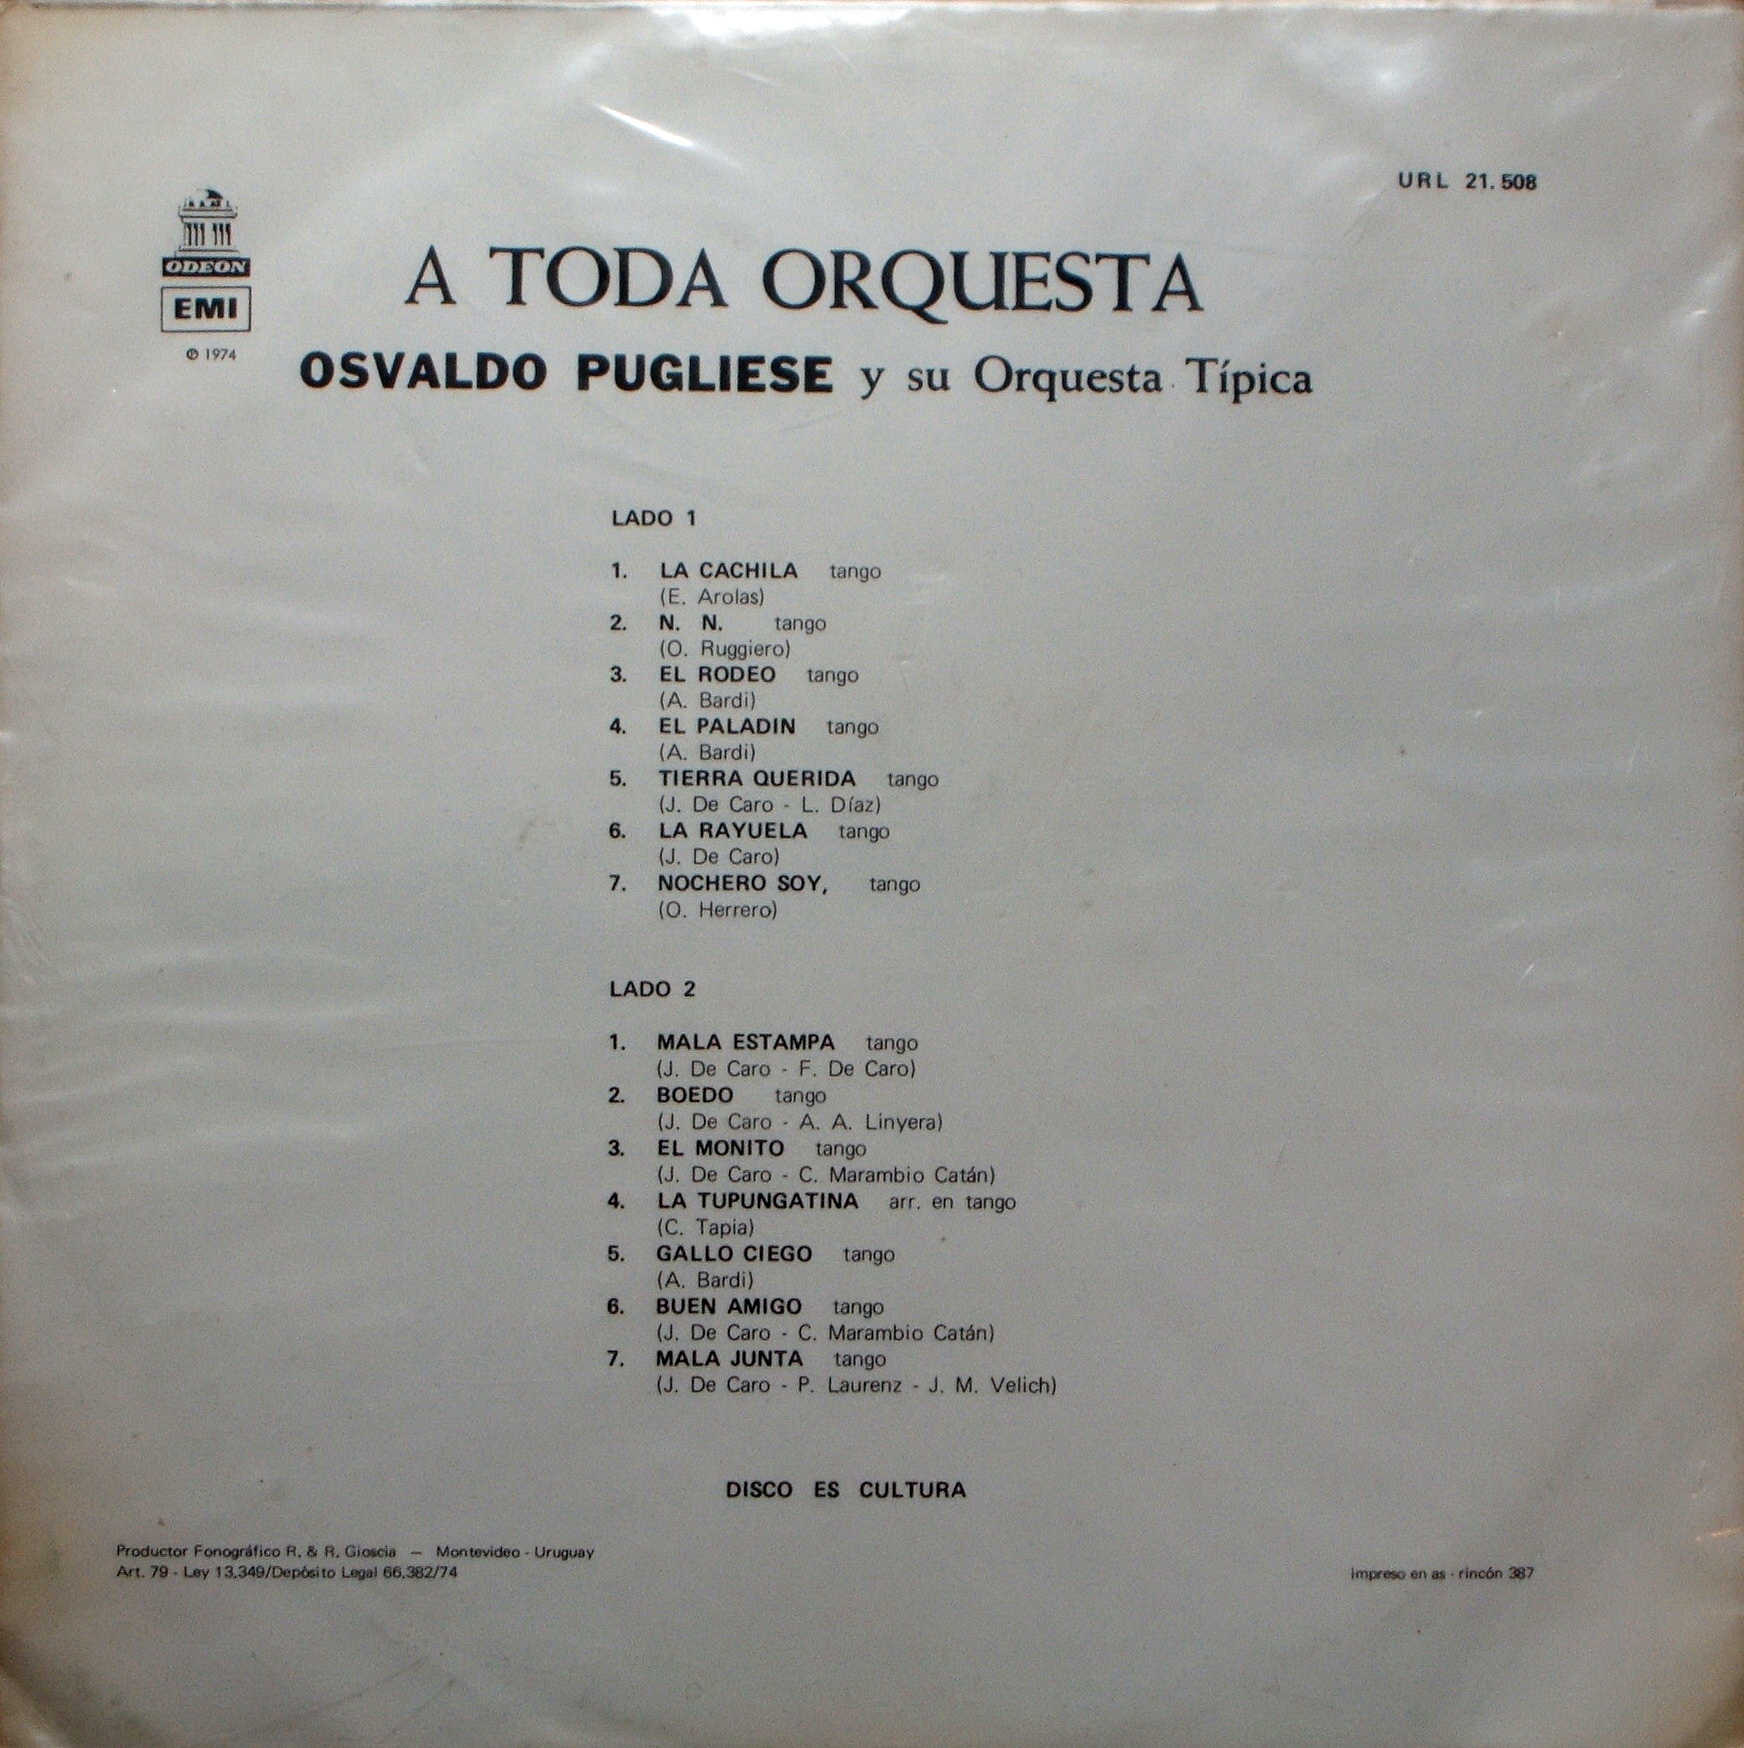 URL 21.508
ODEON
EMI
℗ 1974
A TODA ORQUESTA
OSVALDO PUGLIESE y su Orquesta Típica
LADO 1
1. LA CACHILA tango
(E. Arolas)
2. N. N. tango
(O. Ruggiero)
3. EL RODEO tango
(A. Bardi)
4. EL PALADIN tango
(A. Bardi)
5. TIERRA QUERIDA tango
(J. De Caro - L. Díaz)
6. LA RAYUELA tango
(J. De Caro)
7. NOCHERO SOY, tango
(O. Herrero)
LADO 2
1. MALA ESTAMPA tango
(J. De Caro - F. De Caro)
2. BOEDO tango
(J. De Caro - A. A. Linyera)
3. EL MONITO tango
(J. De Caro - C. Marambio Catán)
4. LA TUPUNGATINA arr. en tango
(C. Tapia)
5. GALLO CIEGO tango
(A. Bardi)
6. BUEN AMIGO tango
(J. De Caro - C. Marambio Catán)
7. MALA JUNTA tango
(J. De Caro - P. Laurenz - J. M. Velich)
DISCO ES CULTURA
Productor Fonográfico R. & R. Gioscia — Montevideo - Uruguay
Art. 79 - Ley 13.349/Depósito Legal 66.382/74
impreso en as - rincón 387